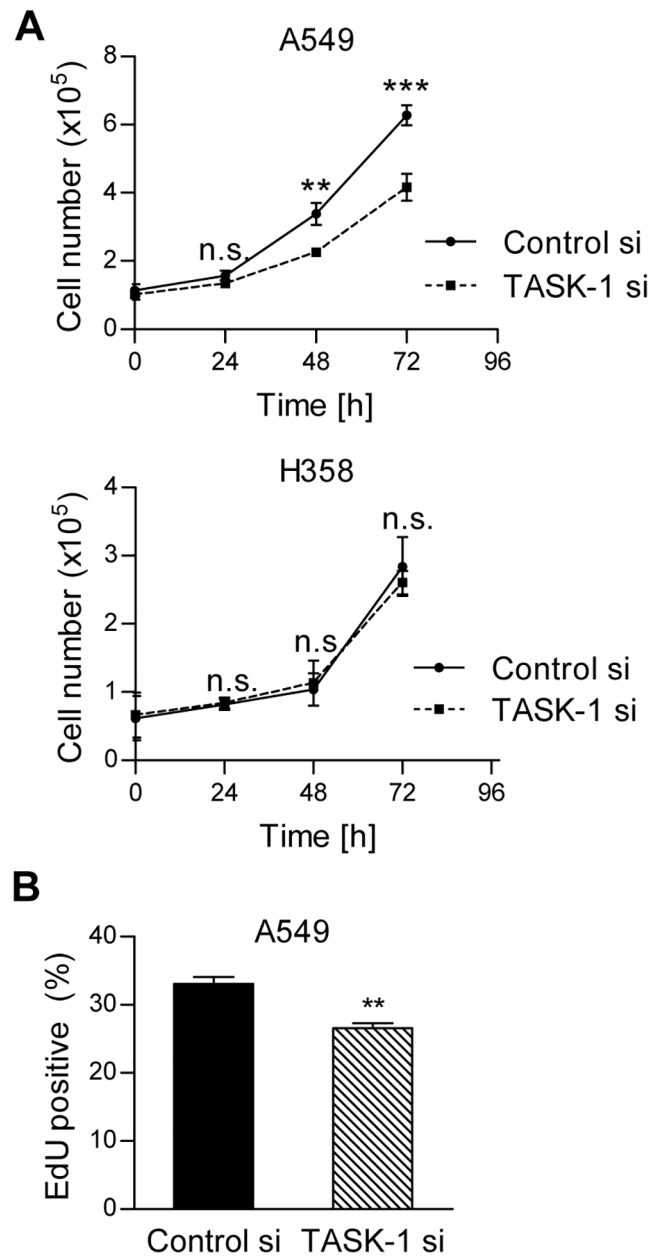 A
A549
Cell number (x10⁵)
8
6
4
2
0
n.s.
**
***
Control si
TASK-1 si
0 24 48 72 96
Time [h]
H358
Cell number (x10⁵)
4
3
2
1
0
n.s.
n.s
n.s.
Control si
TASK-1 si
0 24 48 72 96
Time [h]
B
A549
EdU positive (%)
40
30
20
10
0
**
Control si TASK-1 si